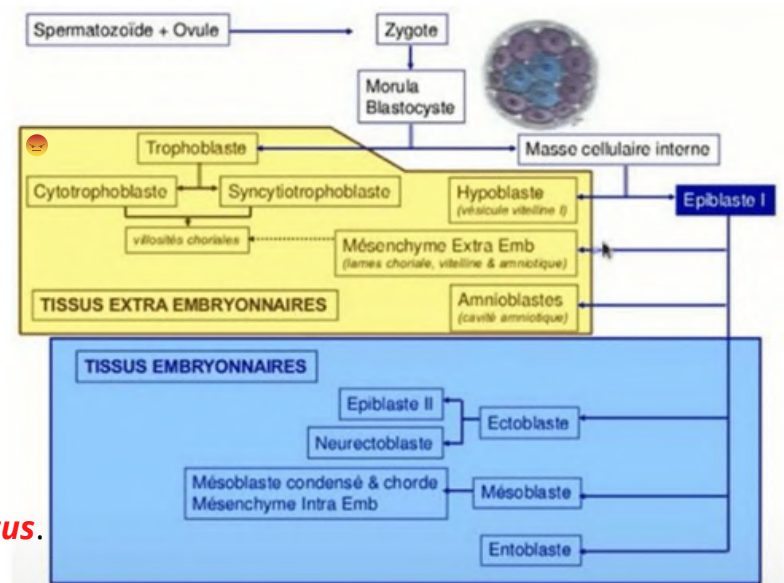 Spermatozoïde + Ovule
Zygote
Morula
Blastocyste
Trophoblaste
Masse cellulaire interne
Cytotrophoblaste
Syncytiotrophoblaste
Hypoblaste
(vésicule vitelline I)
Epiblaste I
villosités choriales
Mésenchyme Extra Emb
(lames choriale, vitelline & amniotique)
TISSUS EXTRA EMBRYONNAIRES
Amnioblastes
(cavité amniotique)
TISSUS EMBRYONNAIRES
Epiblaste II
Ectoblaste
Neurectoblaste
Mésoblaste condensé & chorde
Mésenchyme Intra Emb
Mésoblaste
us.
Entoblaste